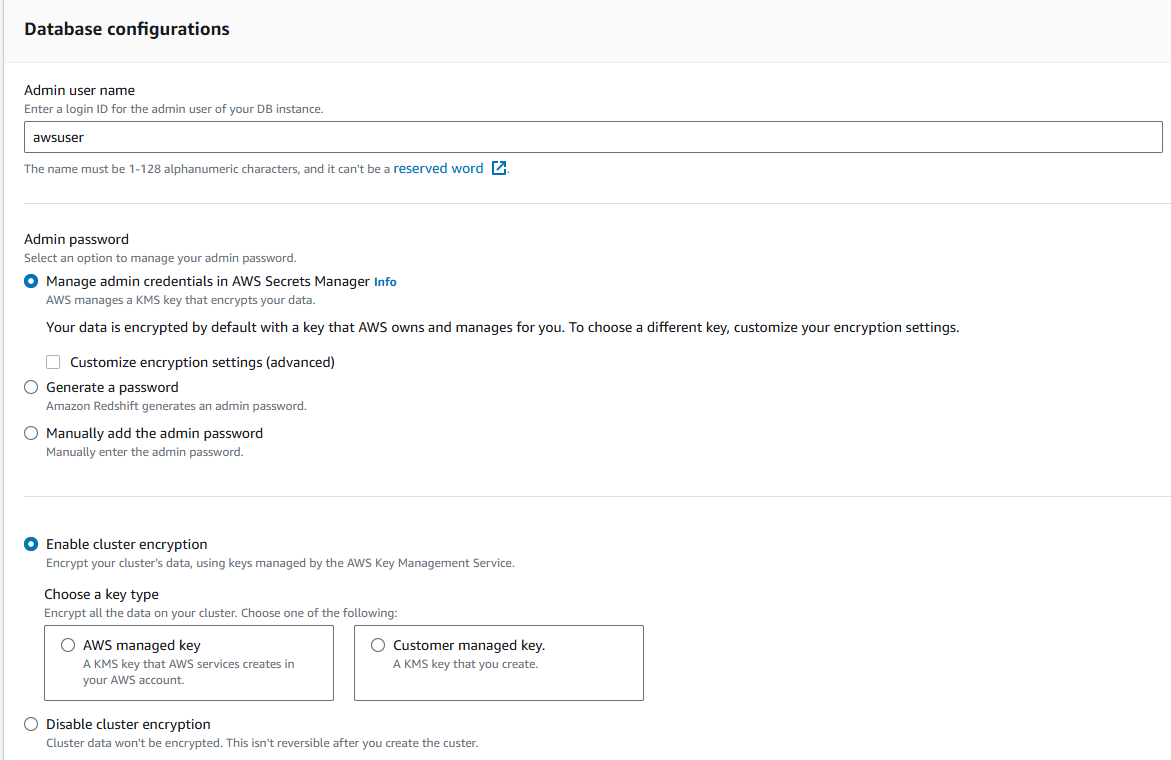 Database configurations
Admin user name
Enter a login ID for the admin user of your DB instance.
awsuser
The name must be 1-128 alphanumeric characters, and it can't be a reserved word.
Admin password
Select an option to manage your admin password.
Manage admin credentials in AWS Secrets Manager Info
AWS manages a KMS key that encrypts your data.
Your data is encrypted by default with a key that AWS owns and manages for you. To choose a different key, customize your encryption settings.
Customize encryption settings (advanced)
Generate a password
Amazon Redshift generates an admin password.
Manually add the admin password
Manually enter the admin password.
Enable cluster encryption
Encrypt your cluster's data, using keys managed by the AWS Key Management Service.
Choose a key type
Encrypt all the data on your cluster. Choose one of the following:
AWS managed key
A KMS key that AWS services creates in
your AWS account.
Customer managed key.
A KMS key that you create.
Disable cluster encryption
Cluster data won't be encrypted. This isn't reversible after you create the custer.